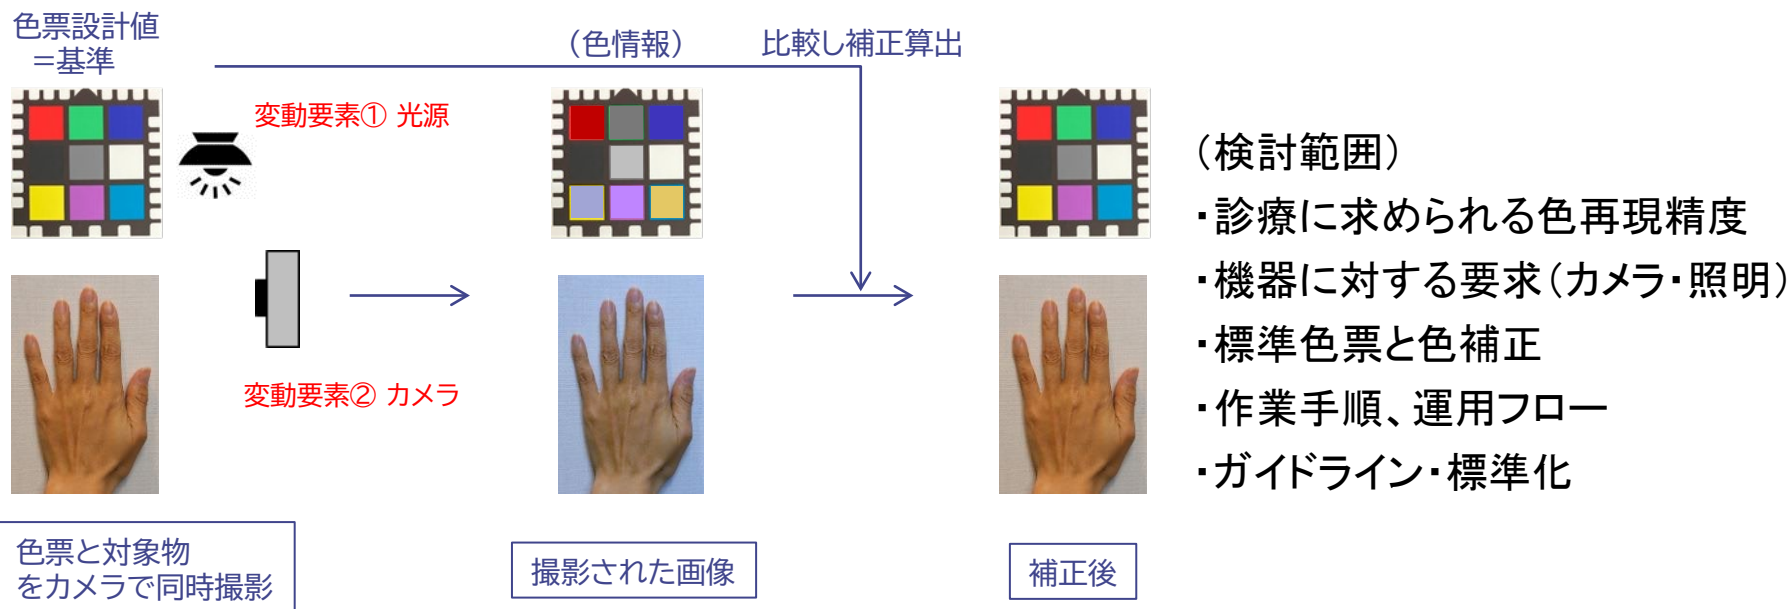 色票設計値
＝基準
（色情報）
比較し補正算出
変動要素① 光源
変動要素② カメラ
（検討範囲）
・診療に求められる色再現精度
・機器に対する要求（カメラ・照明）
・標準色票と色補正
・作業手順、運用フロー
・ガイドライン・標準化
色票と対象物
をカメラで同時撮影
撮影された画像
補正後